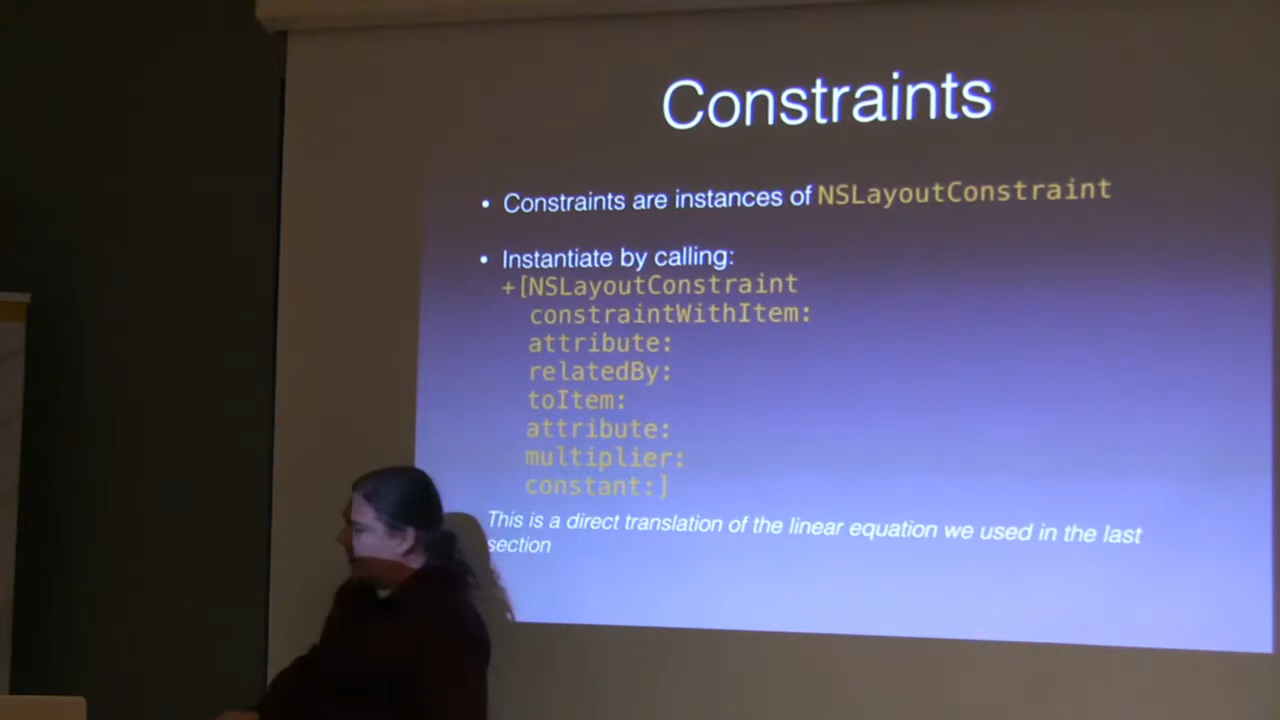 Constraints
• Constraints are instances of NSLayoutConstraint
• Instantiate by calling:
+[NSLayoutConstraint
constraintWithItem:
attribute:
relatedBy:
toItem:
attribute:
multiplier:
constant:]
This is a direct translation of the linear equation we used in the last
section